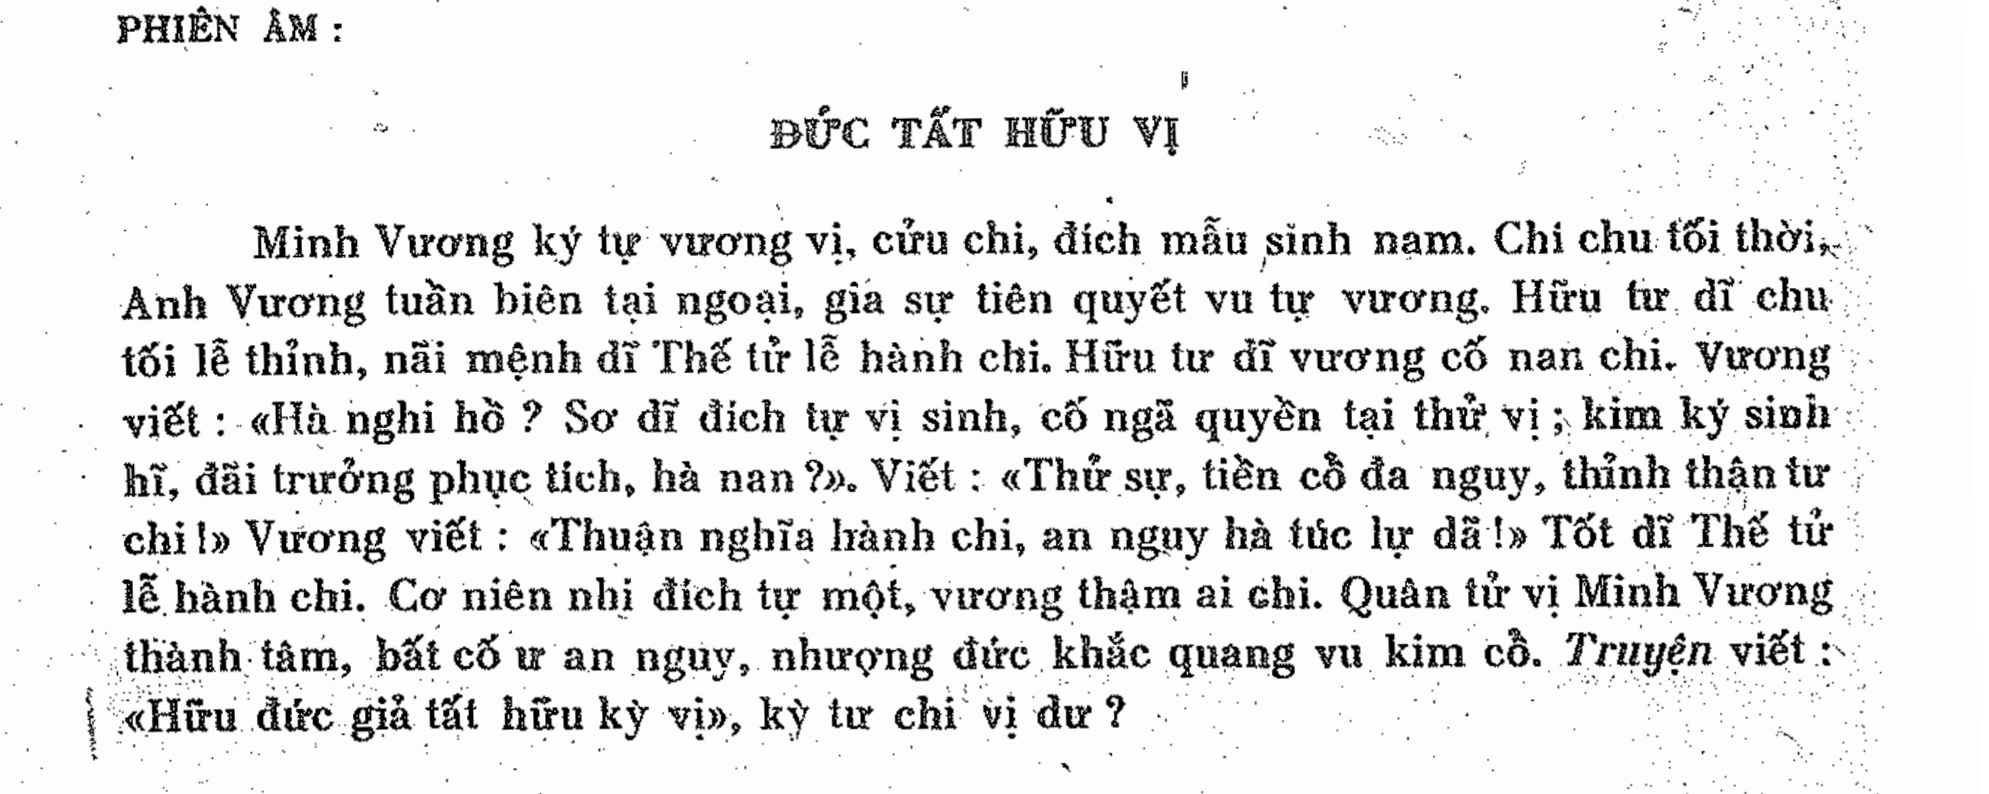 PHIÊN ÂM :
ĐỨC TẤT HỮU VỊ
Minh Vương ký tự vương vị, cửu chi, đích mẫu sinh nam. Chi chu tối thời,
Anh Vương tuần biên tại ngoại, gia sự tiên quyết vu tự vương. Hữu tư dĩ chu
tối lễ thỉnh, nãi mệnh dĩ Thế tử lễ hành chi. Hữu tư dĩ vương cố nan chi. Vương
viết : «Hà nghi hồ ? Sơ dĩ đích tự vị sinh, cố ngã quyền tại thử vị ; kim ký sinh
hĩ, đãi trưởng phục tích, hà nan ?». Viết : «Thử sự, tiền cổ đa nguy, thỉnh thận tư
chi !» Vương viết : «Thuận nghĩa hành chi, an nguy hà túc lự dã !» Tốt dĩ Thế tử
lễ hành chi. Cơ niên nhi đích tự một, vương thậm ai chi. Quân tử vị Minh Vương
thành tâm, bất cố ư an nguy, nhượng đức khắc quang vu kim cổ. Truyện viết :
«Hữu đức giả tất hữu kỳ vị», kỳ tư chi vị dư ?